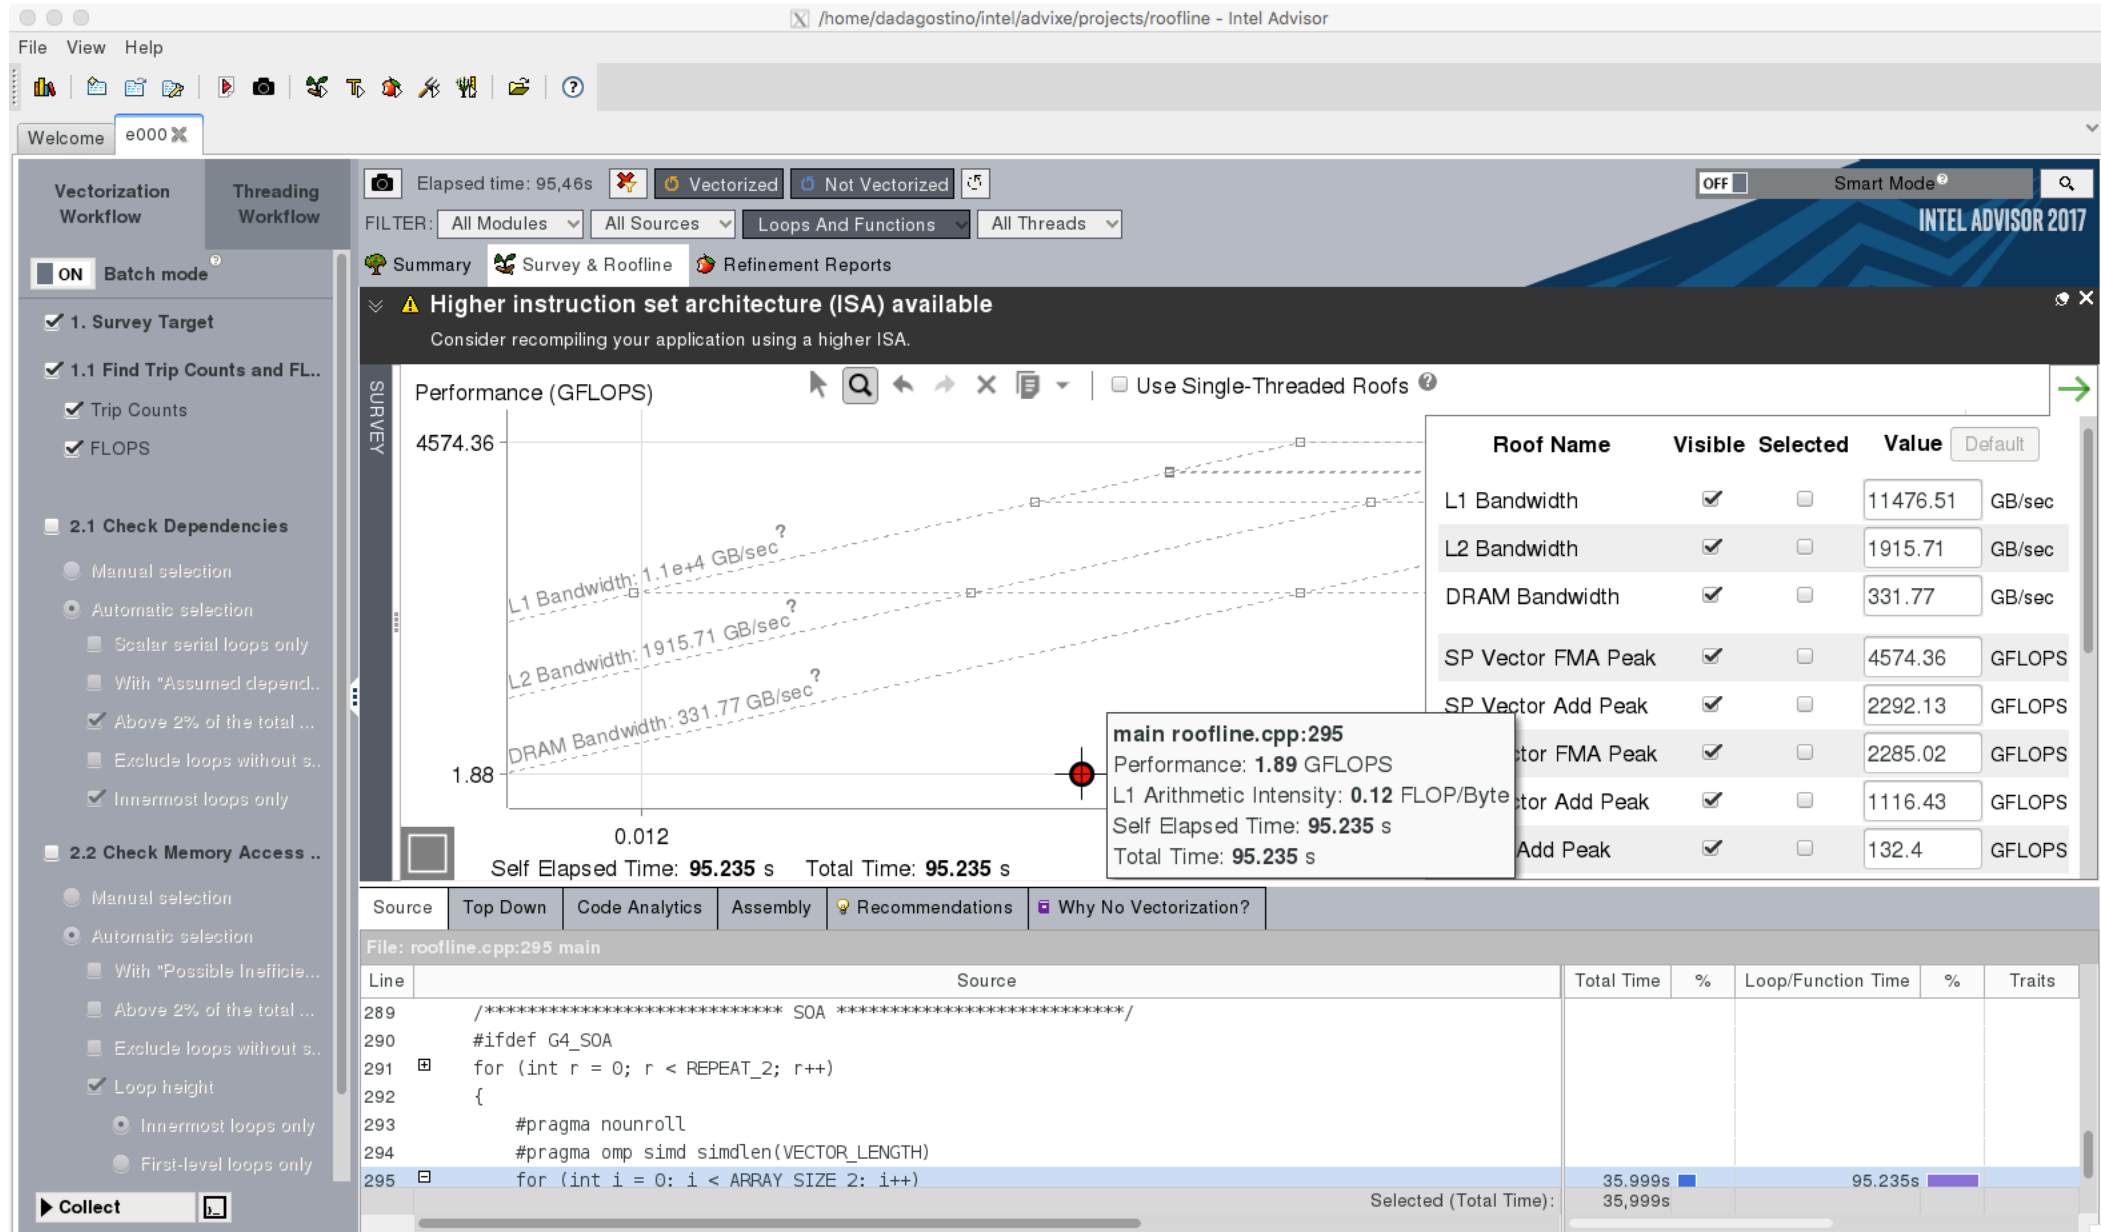 /home/dadagostino/intel/advixe/projects/roofline - Intel Advisor
File View Help
Welcome e000
Vectorization Workflow
Threading Workflow
ON Batch mode
1. Survey Target
1.1 Find Trip Counts and FL..
Trip Counts
FLOPS
2.1 Check Dependencies
Manual selection
Automatic selection
Scalar serial loops only
With "Assumed depend..
Above 2% of the total ...
Exclude loops without s..
Innermost loops only
2.2 Check Memory Access ..
Manual selection
Automatic selection
With "Possible Inefficie...
Above 2% of the total ...
Exclude loops without s..
Loop height
Innermost loops only
First-level loops only
Collect
Elapsed time: 95,46s Vectorized Not Vectorized OFF Smart Mode
FILTER: All Modules All Sources Loops And Functions All Threads
INTEL ADVISOR 2017
Summary Survey & Roofline Refinement Reports
Higher instruction set architecture (ISA) available
Consider recompiling your application using a higher ISA.
SURVEY
Performance (GFLOPS) Use Single-Threaded Roofs
4574.36
L1 Bandwidth: 1.1e+4 GB/sec ?
L2 Bandwidth: 1915.71 GB/sec ?
DRAM Bandwidth: 331.77 GB/sec ?
1.88
0.012
Self Elapsed Time: 95.235 s Total Time: 95.235 s
main roofline.cpp:295
Performance: 1.89 GFLOPS
L1 Arithmetic Intensity: 0.12 FLOP/Byte
Self Elapsed Time: 95.235 s
Total Time: 95.235 s
Roof Name Visible Selected Value Default
L1 Bandwidth 11476.51 GB/sec
L2 Bandwidth 1915.71 GB/sec
DRAM Bandwidth 331.77 GB/sec
SP Vector FMA Peak 4574.36 GFLOPS
SP Vector Add Peak 2292.13 GFLOPS
tor FMA Peak 2285.02 GFLOPS
tor Add Peak 1116.43 GFLOPS
Add Peak 132.4 GFLOPS
Source Top Down Code Analytics Assembly Recommendations Why No Vectorization?
File: roofline.cpp:295 main
Line Source Total Time % Loop/Function Time % Traits
289 /**************************** SOA ***************************/
290 #ifdef G4_SOA
291 for (int r = 0; r < REPEAT_2; r++)
292 {
293 #pragma nounroll
294 #pragma omp simd simdlen(VECTOR_LENGTH)
295 for (int i = 0; i < ARRAY_SIZE_2; i++) 35.999s 95.235s
Selected (Total Time): 35,999s